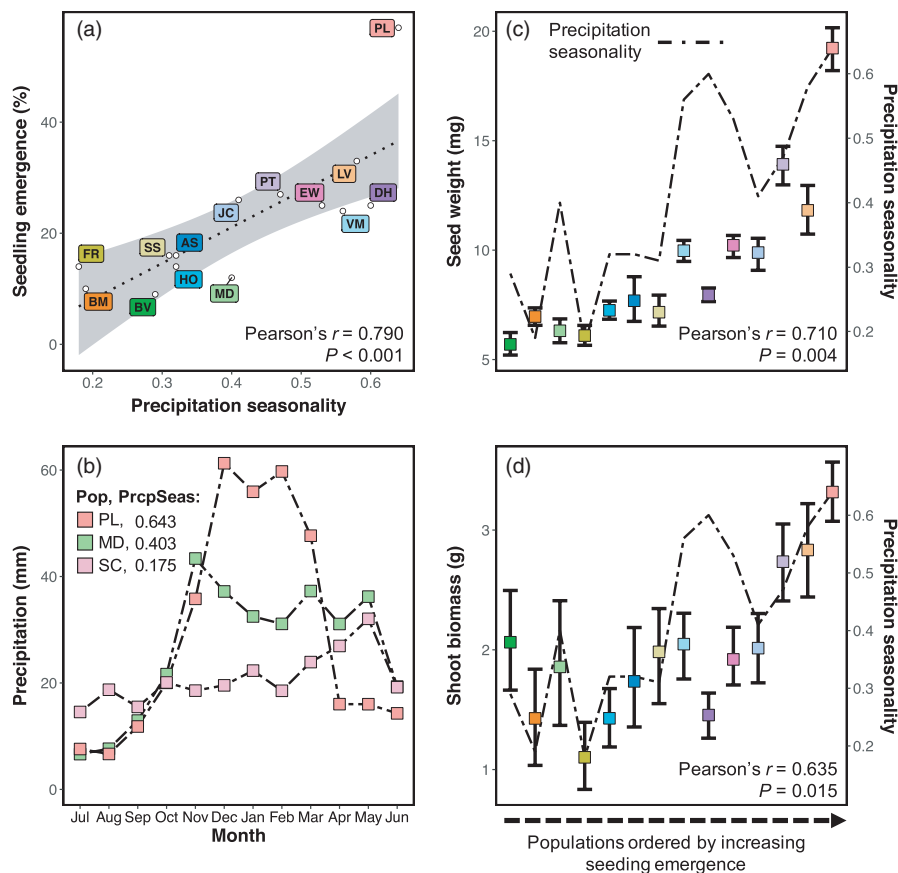 (a)
PL
40
20
0
LV
PT
EW
DH
JC
VM
SS
AS
FR
HO
MD
BM
BV
Pearson's r = 0.790
P < 0.001
0.2 0.3 0.4 0.5 0.6
Precipitation seasonality
Seedling emergence (%)
(c)
Precipitation
seasonality
20
15
10
5
0.6
0.5
0.4
0.3
0.2
Pearson's r = 0.710
P = 0.004
Seed weight (mg)
Precipitation seasonality
(b)
Pop, PrcpSeas:
PL, 0.643
MD, 0.403
SC, 0.175
60
40
20
0
Jul Aug Sep Oct Nov Dec Jan Feb Mar Apr May Jun
Month
Precipitation (mm)
(d)
3
2
1
0.6
0.5
0.4
0.3
0.2
Pearson's r = 0.635
P = 0.015
Shoot biomass (g)
Precipitation seasonality
Populations ordered by increasing
seeding emergence